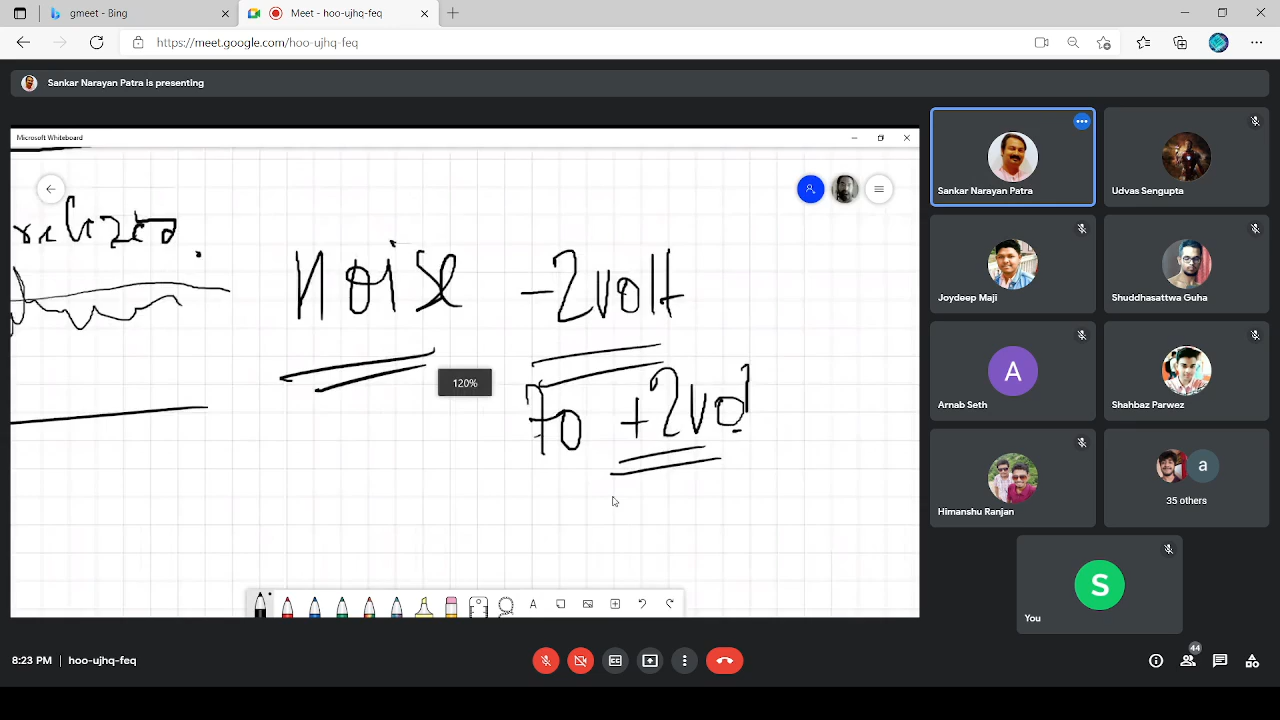 gmeet - Bing
Meet - hoo-ujhq-feq
https://meet.google.com/hoo-ujhq-feq
Sankar Narayan Patra is presenting
Microsoft Whiteboard
noise -2volt
To +2vol
120%
A
Sankar Narayan Patra
Udvas Sengupta
Joydeep Maji
Shuddhasattwa Guha
A
Arnab Seth
Shahbaz Parwez
Himanshu Ranjan
a
35 others
S
You
8:23 PM | hoo-ujhq-feq
44